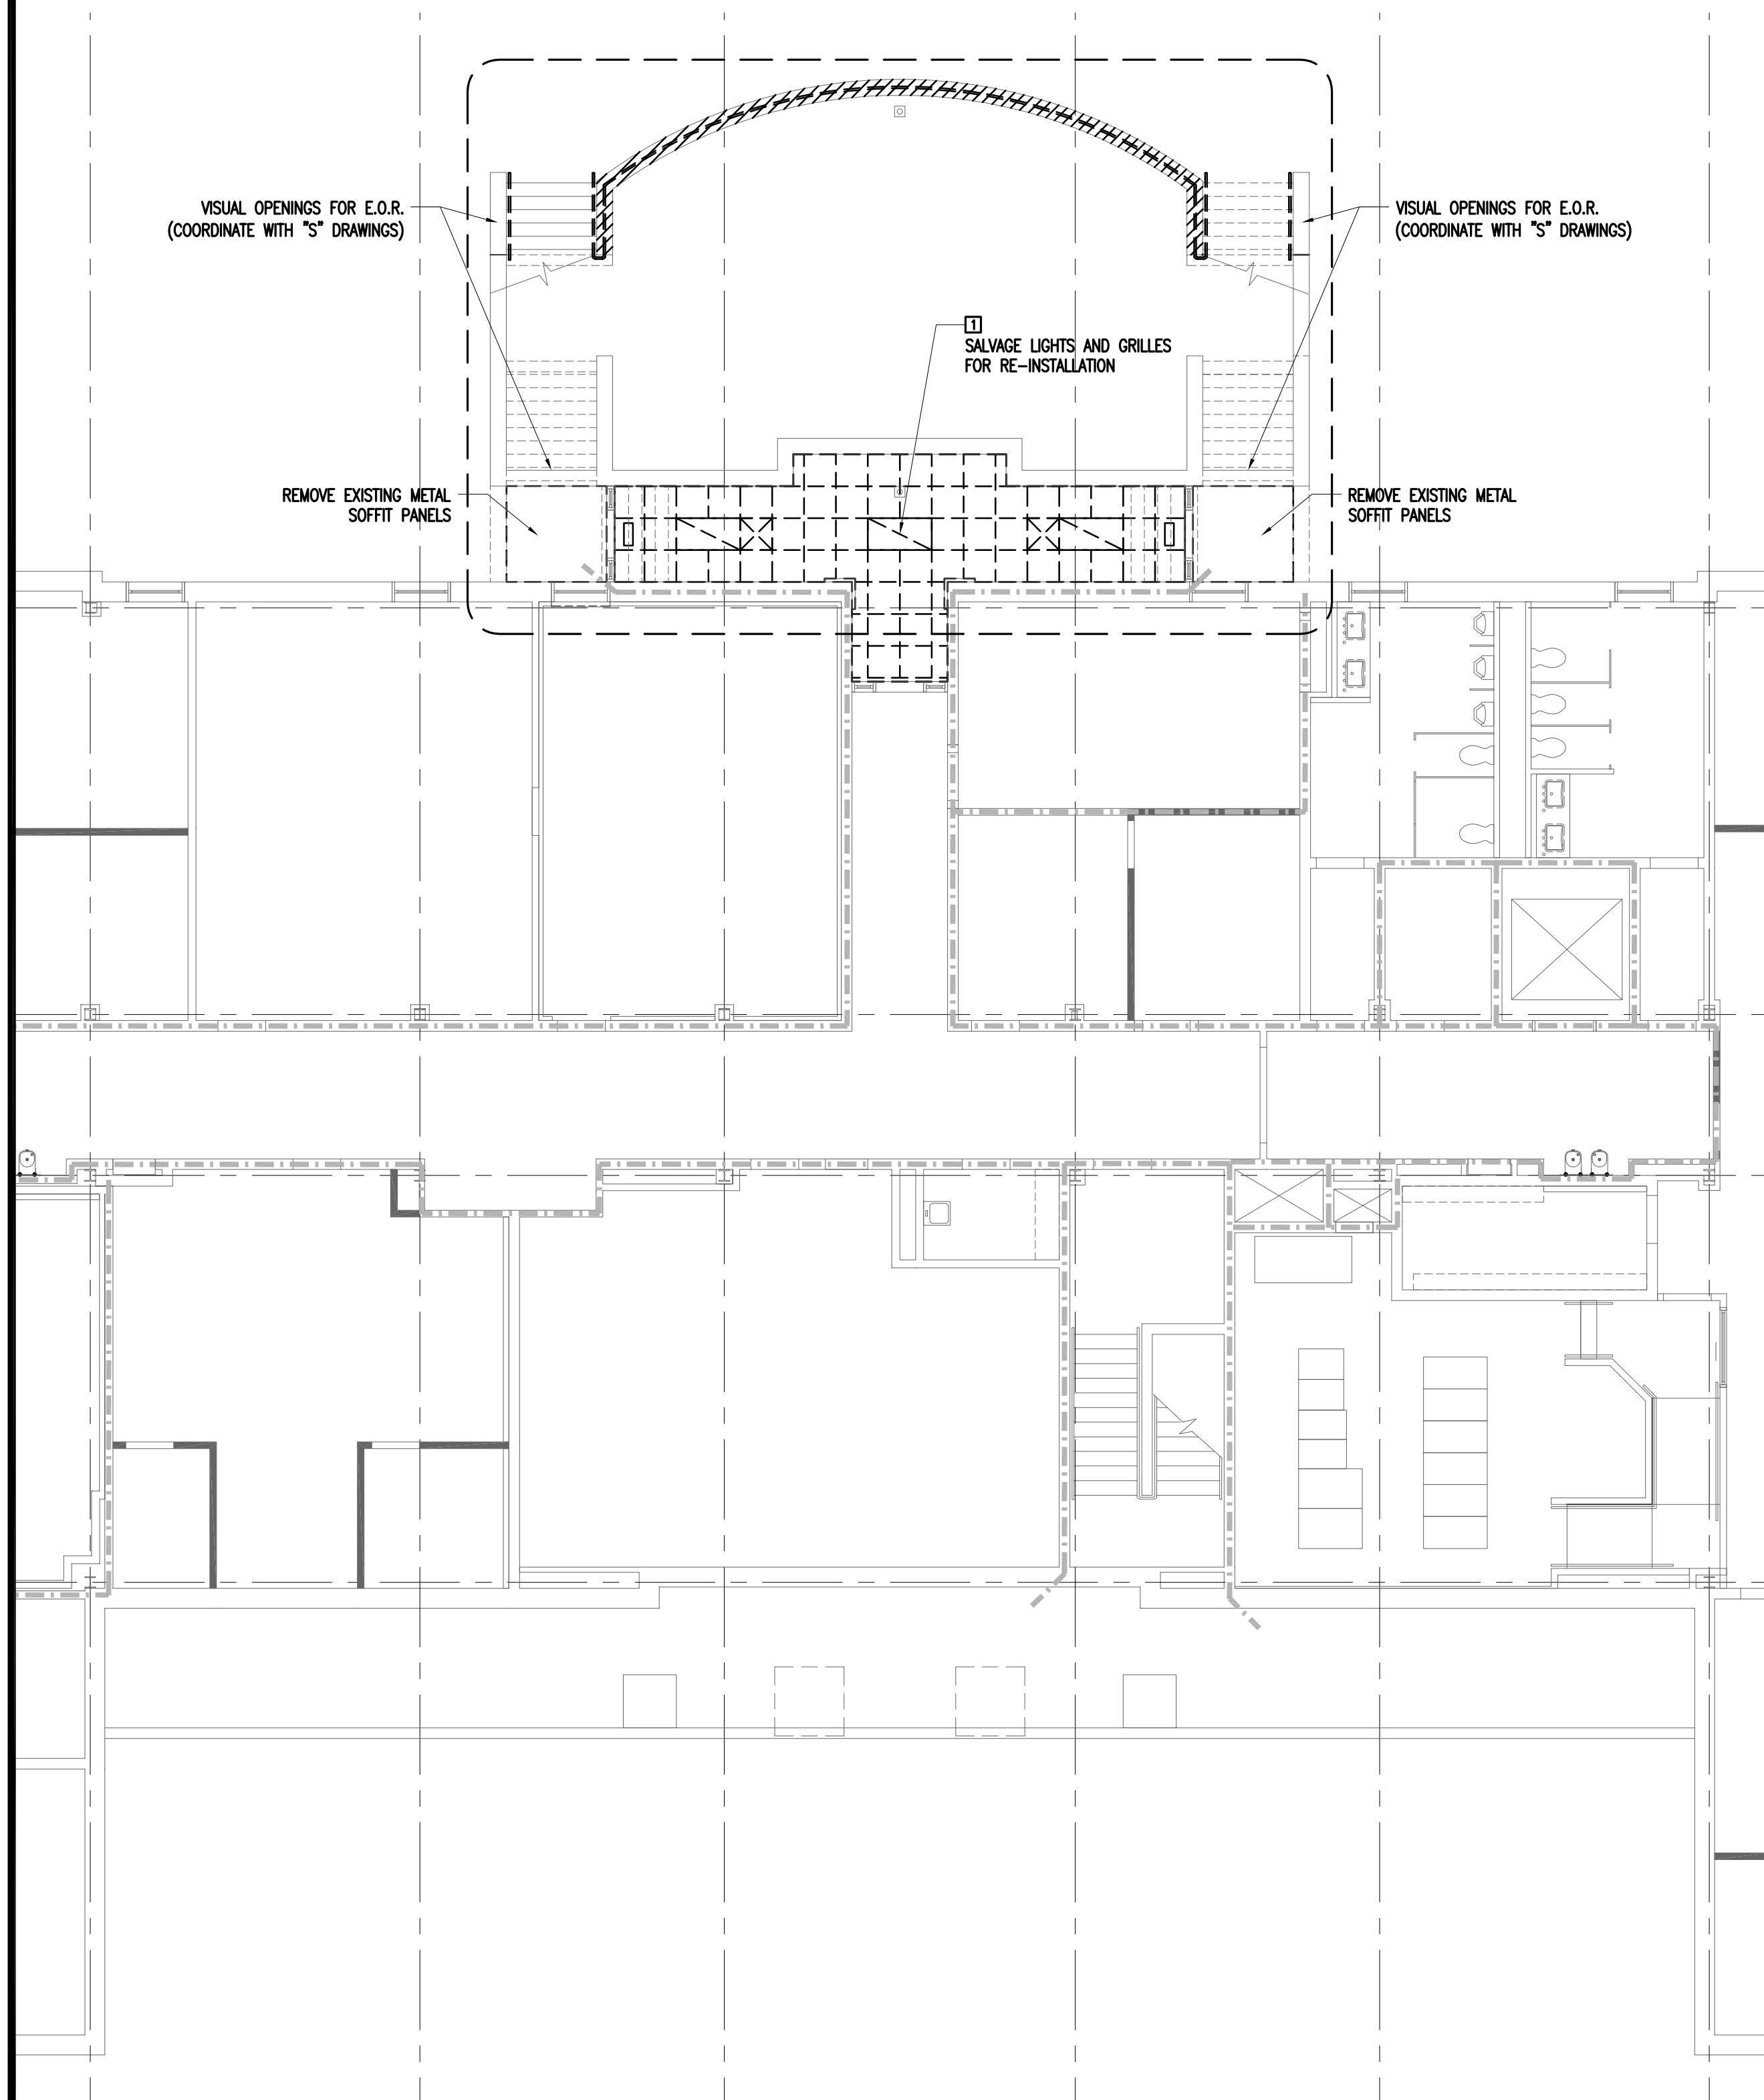 VISUAL OPENINGS FOR E.O.R.
(COORDINATE WITH "S" DRAWINGS)
VISUAL OPENINGS FOR E.O.R.
(COORDINATE WITH "S" DRAWINGS)
1
SALVAGE LIGHTS AND GRILLES
FOR RE-INSTALLATION
REMOVE EXISTING METAL
SOFFIT PANELS
REMOVE EXISTING METAL
SOFFIT PANELS